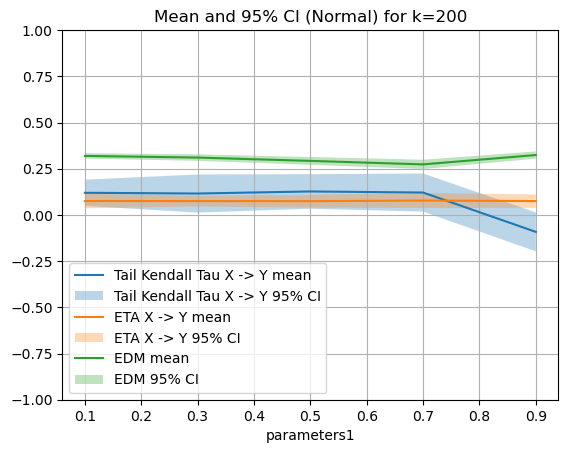 Mean and 95% CI (Normal) for k=200
1.00
0.75
0.50
0.25
0.00
−0.25
−0.50
−0.75
−1.00
Tail Kendall Tau X -> Y mean
Tail Kendall Tau X -> Y 95% CI
ETA X -> Y mean
ETA X -> Y 95% CI
EDM mean
EDM 95% CI
0.1 0.2 0.3 0.4 0.5 0.6 0.7 0.8 0.9
parameters1